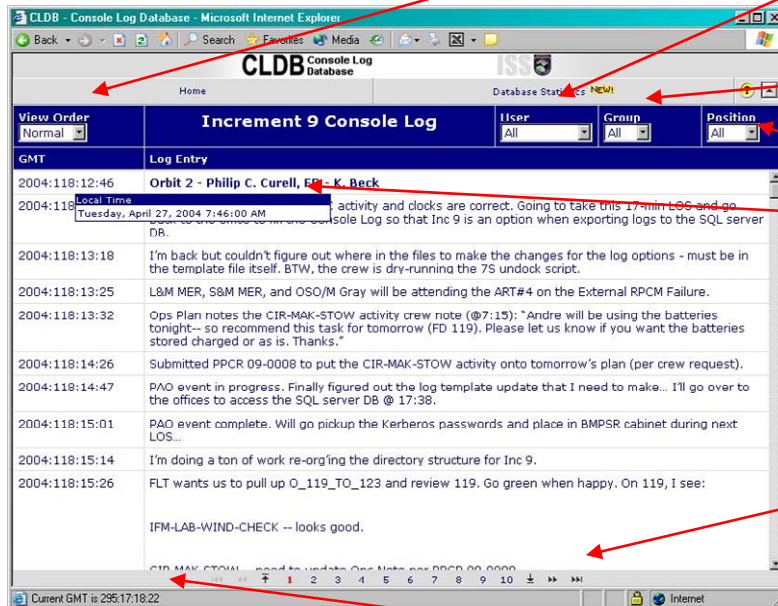 CLDB - Console Log Database - Microsoft Internet Explorer
Back Search Favorites Media
CLDB Console Log Database ISS
Home Database Statistics NEW!
View Order
Normal
Increment 9 Console Log
User
All
Group
All
Position
All
GMT Log Entry
2004:118:12:46 Orbit 2 - Philip C. Curell, - K. Beck
Local Time
Tuesday, April 27, 2004 7:46:00 AM
2004:118 activity and clocks are correct. Going to take this 17-min LOS and go
Console Log so that Inc 9 is an option when exporting logs to the SQL server
DB.
2004:118:13:18 I'm back but couldn't figure out where in the files to make the changes for the log options - must be
in the template file itself. BTW, the crew is dry-running the 7S undock script.
2004:118:13:25 L&M MER, S&M MER, and OSO/M Gray will be attending the ART#4 on the External RPCM Failure.
2004:118:13:32 Ops Plan notes the CIR-MAK-STOW activity crew note (@7:15): "Andre will be using the batteries
tonight-- so recommend this task for tomorrow (FD 119). Please let us know if you want the batteries
stored charged or as is. Thanks."
2004:118:14:26 Submitted PPCR 09-0008 to put the CIR-MAK-STOW activity onto tomorrow's plan (per crew request).
2004:118:14:47 PAO event in progress. Finally figured out the log template update that I need to make... I'll go over to
the offices to access the SQL server DB @ 17:38.
2004:118:15:01 PAO event complete. Will go pickup the Kerberos passwords and place in BMPSR cabinet during next
LOS...
2004:118:15:14 I'm doing a ton of work re-org'ing the directory structure for Inc 9.
2004:118:15:26 FLT wants us to pull up O_119_TO_123 and review 119. Go green when happy. On 119, I see:
IFM-LAB-WIND-CHECK -- looks good.
CIR-MAK-STOW -- need to update Ops Note per PPCR 09-0008
1 2 3 4 5 6 7 8 9 10
Current GMT is 295:17:18:22 Internet